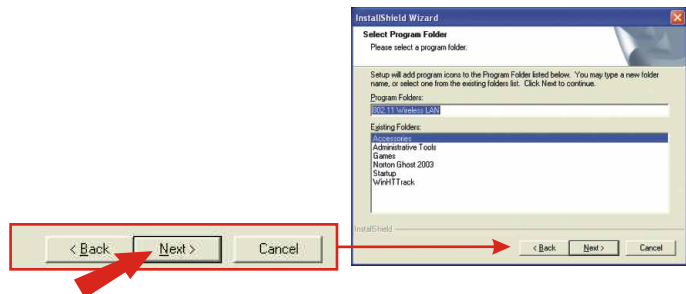 InstallShield Wizard
Select Program Folder
Please select a program folder.
Setup will add program icons to the Program Folder listed below. You may type a new folder
name, or select one from the existing folders list. Click Next to continue.
Program Folders:
802.11 Wireless LAN
Existing Folders:
Accessories
Administrative Tools
Games
Norton Ghost 2003
Startup
WinHTTrack
InstallShield
< Back
Next >
Cancel
< Back
Next >
Cancel